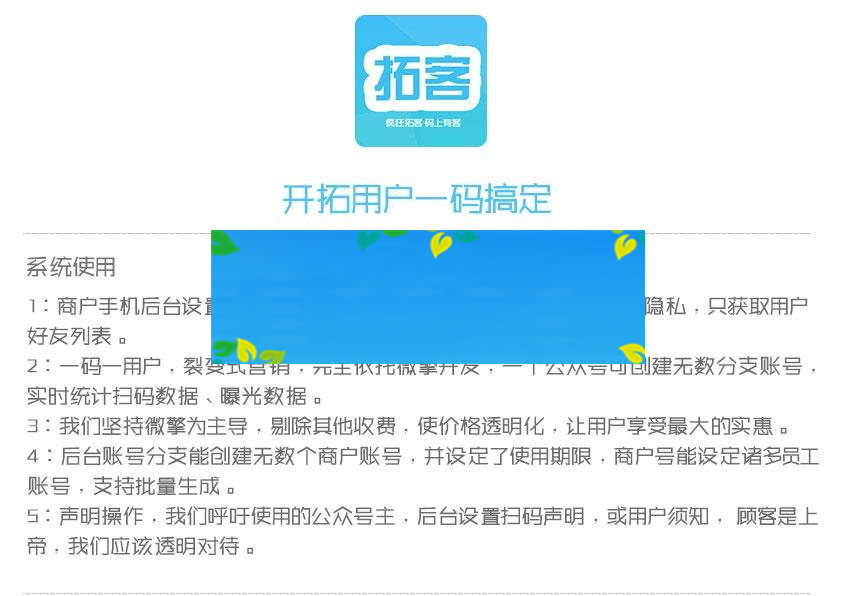 拓客
疯狂拓客·码上有客
开拓用户一码搞定
系统使用
1：商户手机后台设置隐私，只获取用户
好友列表。
2：一码一用户，裂变式营销，完全依托微擎开发，一个公众号可创建无数分支账号，
实时统计扫码数据、曝光数据。
3：我们坚持微擎为主导，剔除其他收费，使价格透明化，让用户享受最大的实惠。
4：后台账号分支能创建无数个商户账号，并设定了使用期限，商户号能设定诸多员工
账号，支持批量生成。
5：声明操作，我们呼吁使用的公众号主，后台设置扫码声明，或用户须知， 顾客是上
帝，我们应该透明对待。